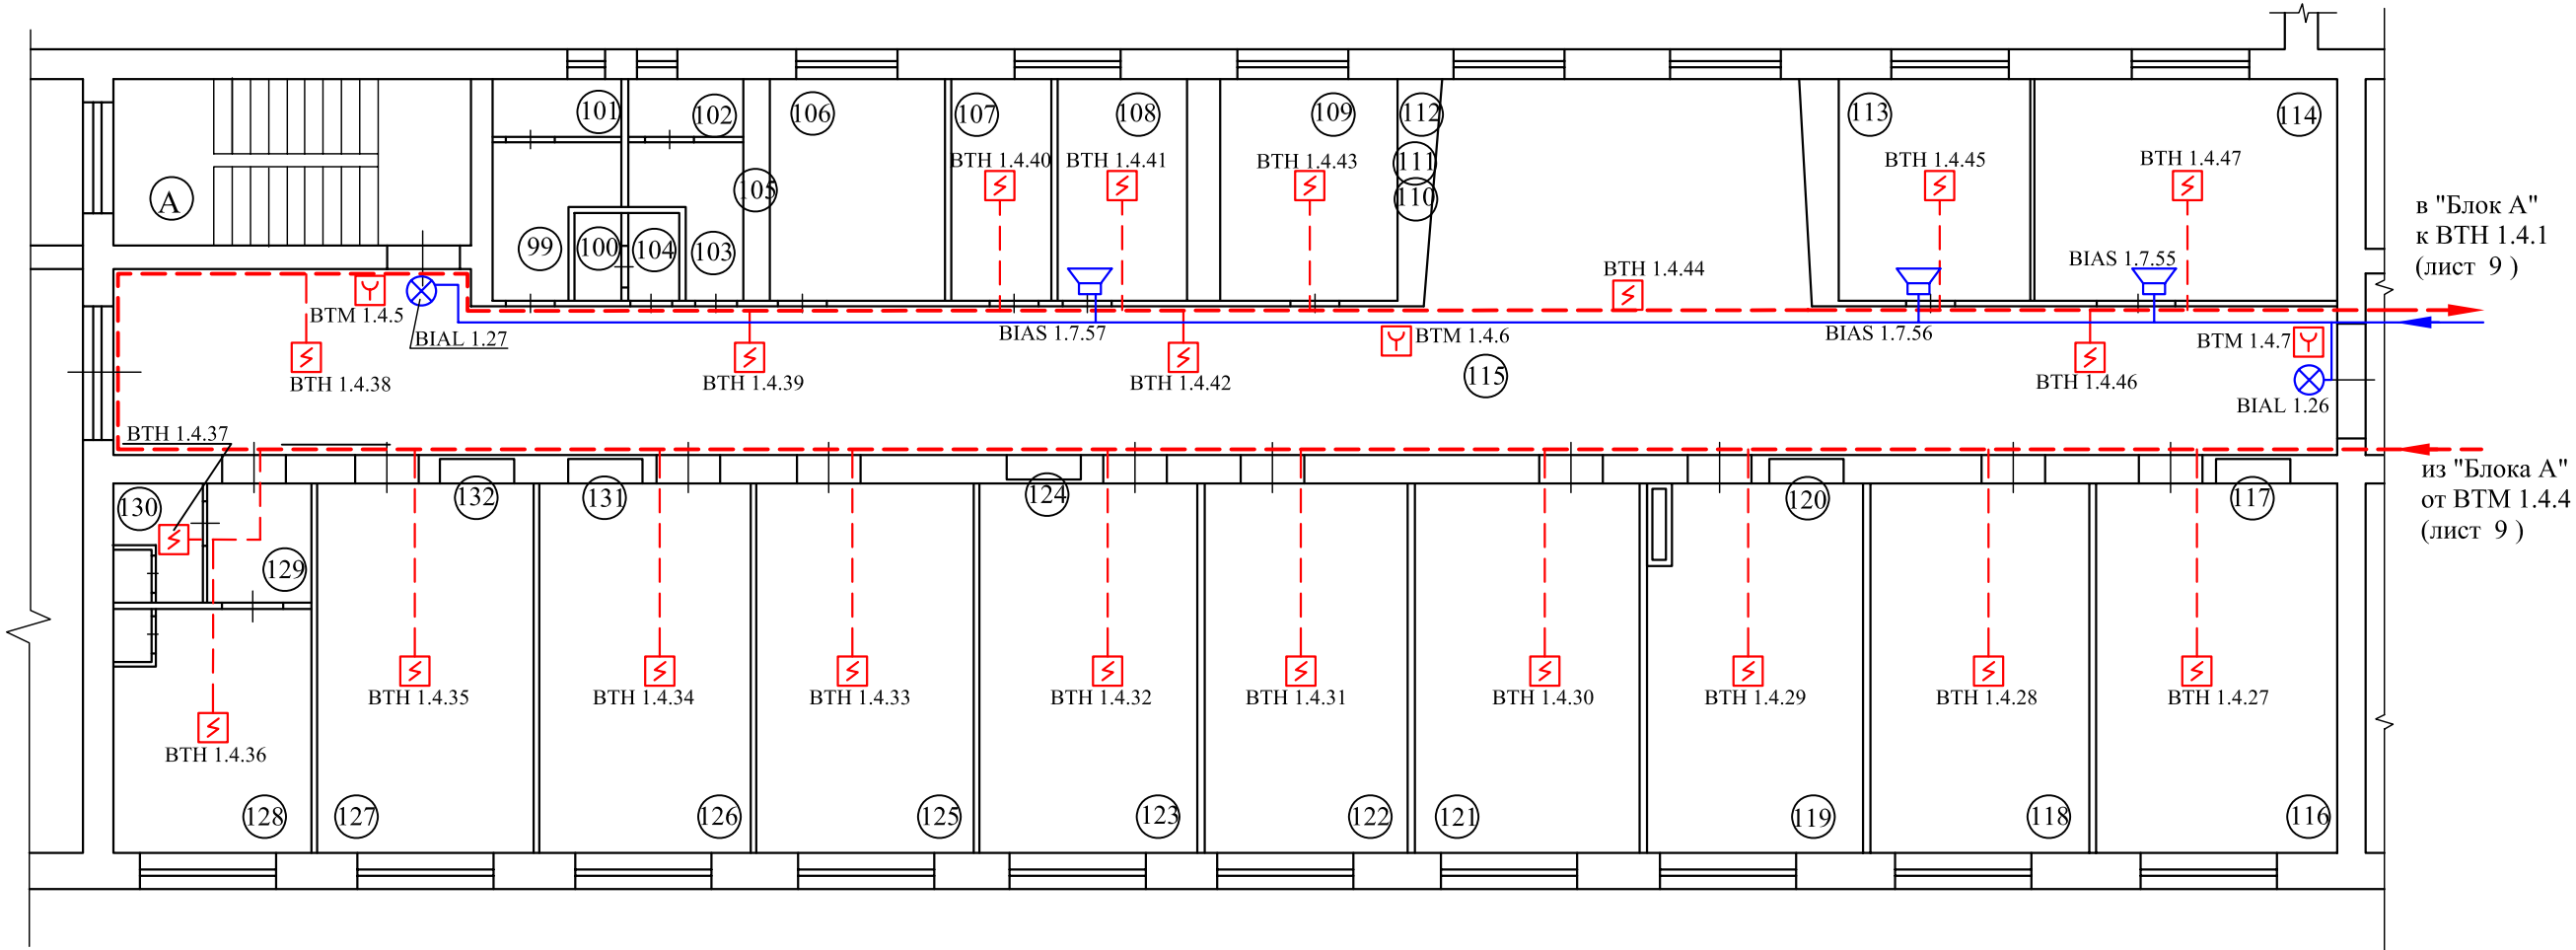 101
102
106
107
108
109
112
113
114
BTH 1.4.40
BTH 1.4.41
BTH 1.4.43
111
BTH 1.4.45
BTH 1.4.47
A
105
110
в "Блок А"
к ВТН 1.4.1
(лист 9 )
99
100
104
103
BTH 1.4.44
BIAS 1.7.55
BTM 1.4.5
BIAL 1.27
BIAS 1.7.57
BTM 1.4.6
BIAS 1.7.56
BTM 1.4.7
BTH 1.4.38
BTH 1.4.39
BTH 1.4.42
115
BTH 1.4.46
BIAL 1.26
BTH 1.4.37
из "Блока А"
от ВТМ 1.4.4
(лист 9 )
130
132
131
124
120
117
129
BTH 1.4.35
BTH 1.4.34
BTH 1.4.33
BTH 1.4.32
BTH 1.4.31
BTH 1.4.30
BTH 1.4.29
BTH 1.4.28
BTH 1.4.27
BTH 1.4.36
128
127
126
125
123
122
121
119
118
116